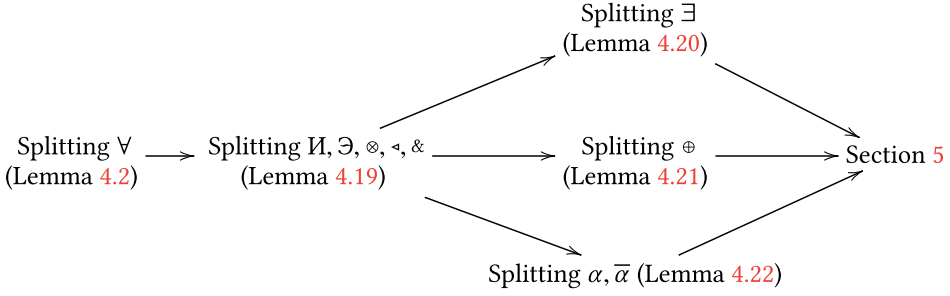 Splitting ∃
(Lemma 4.20)
Splitting ∀
(Lemma 4.2)
Splitting И, Э, ⊗, ◃, &
(Lemma 4.19)
Splitting ⊕
(Lemma 4.21)
Section 5
Splitting α, α̅ (Lemma 4.22)